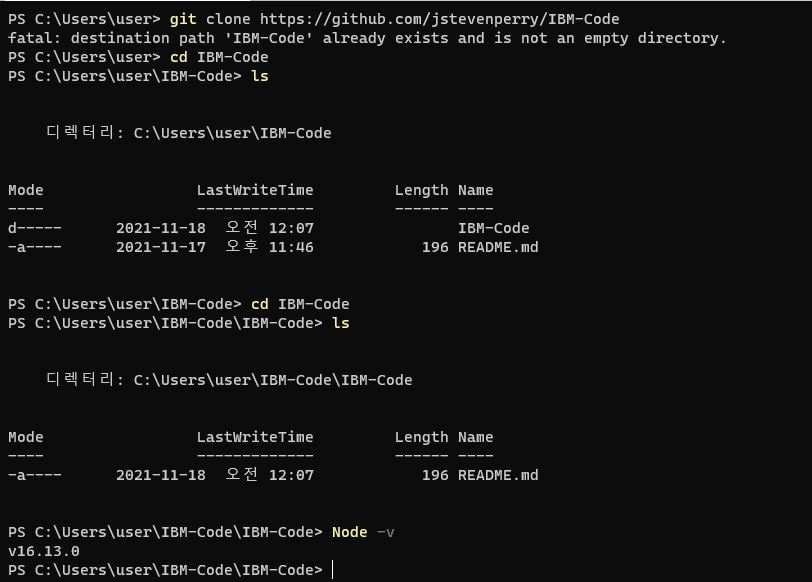 PS C:\Users\user> git clone https://github.com/jstevenperry/IBM-Code
fatal: destination path 'IBM-Code' already exists and is not an empty directory.
PS C:\Users\user> cd IBM-Code
PS C:\Users\user\IBM-Code> ls
디렉터리: C:\Users\user\IBM-Code
Mode                 LastWriteTime         Length Name
----                 -------------         ------ ----
d-----      2021-11-18  오전 12:07                IBM-Code
-a----      2021-11-17  오후 11:46            196 README.md
PS C:\Users\user\IBM-Code> cd IBM-Code
PS C:\Users\user\IBM-Code\IBM-Code> ls
디렉터리: C:\Users\user\IBM-Code\IBM-Code
Mode                 LastWriteTime         Length Name
----                 -------------         ------ ----
-a----      2021-11-18  오전 12:07            196 README.md
PS C:\Users\user\IBM-Code\IBM-Code> Node -v
v16.13.0
PS C:\Users\user\IBM-Code\IBM-Code>